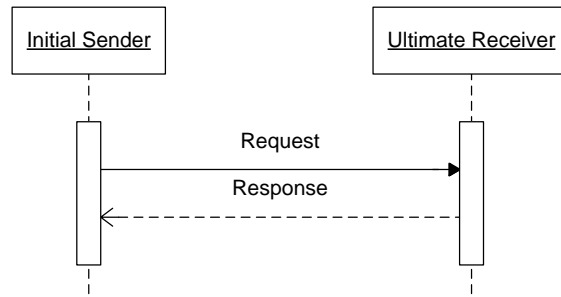 Initial Sender
Ultimate Receiver
Request
Response